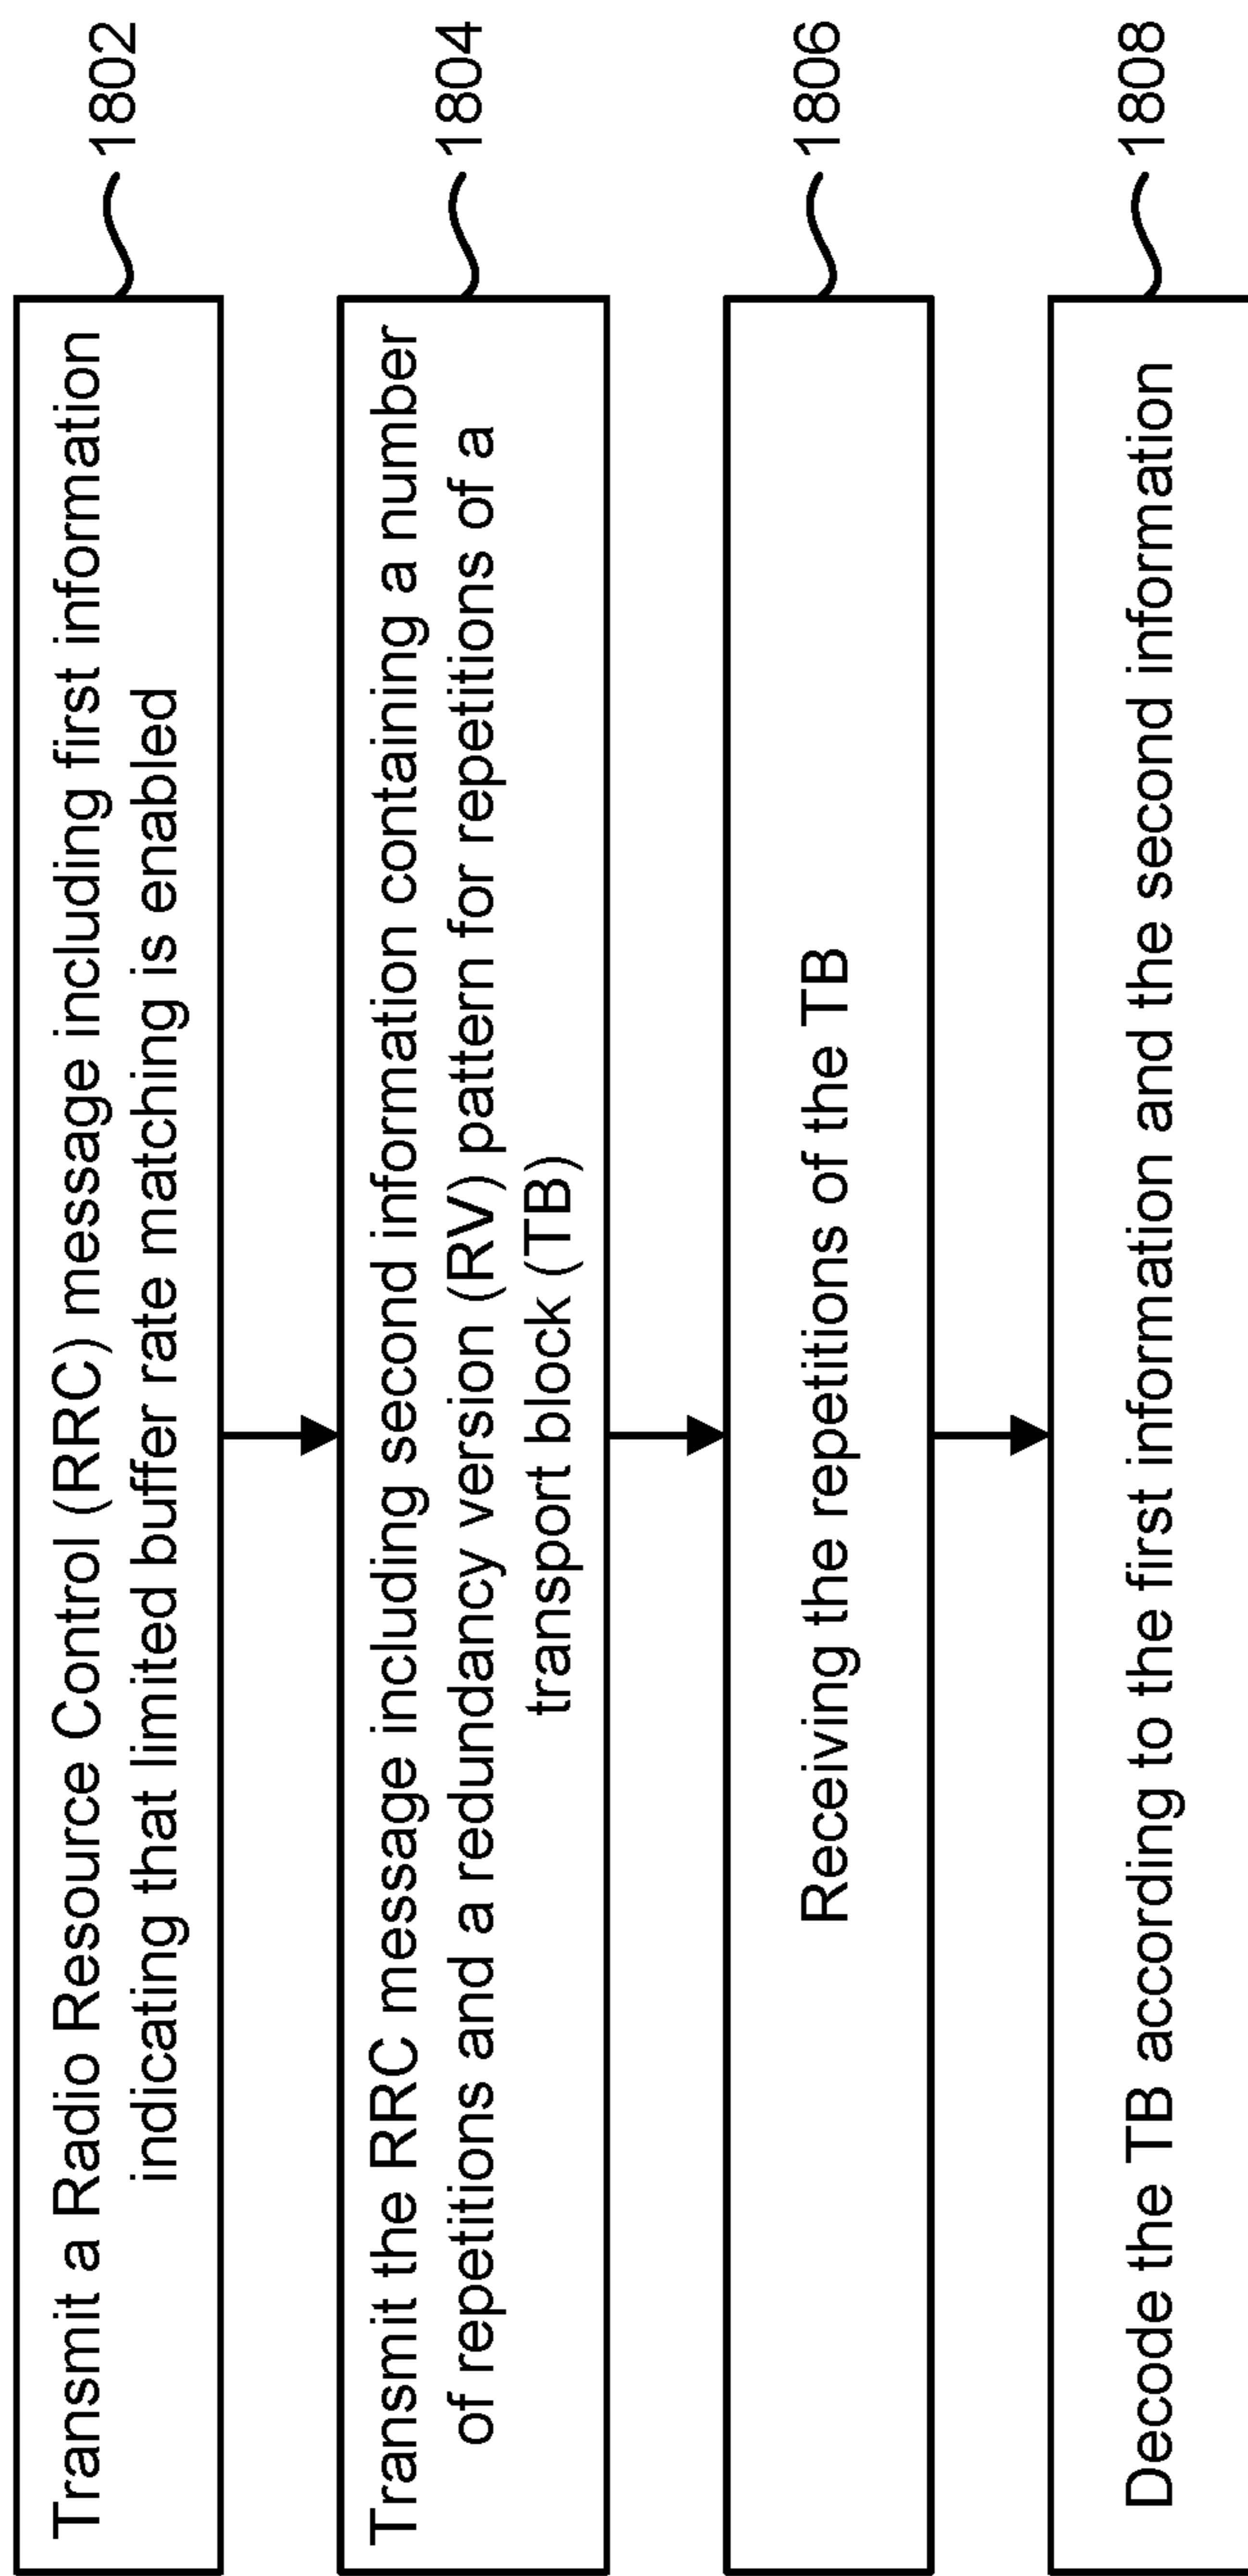 Transmit a Radio Resource Control (RRC) message including first information
indicating that limited buffer rate matching is enabled
1802
Transmit the RRC message including second information containing a number
of repetitions and a redundancy version (RV) pattern for repetitions of a
transport block (TB)
1804
Receiving the repetitions of the TB
1806
Decode the TB according to the first information and the second information
1808